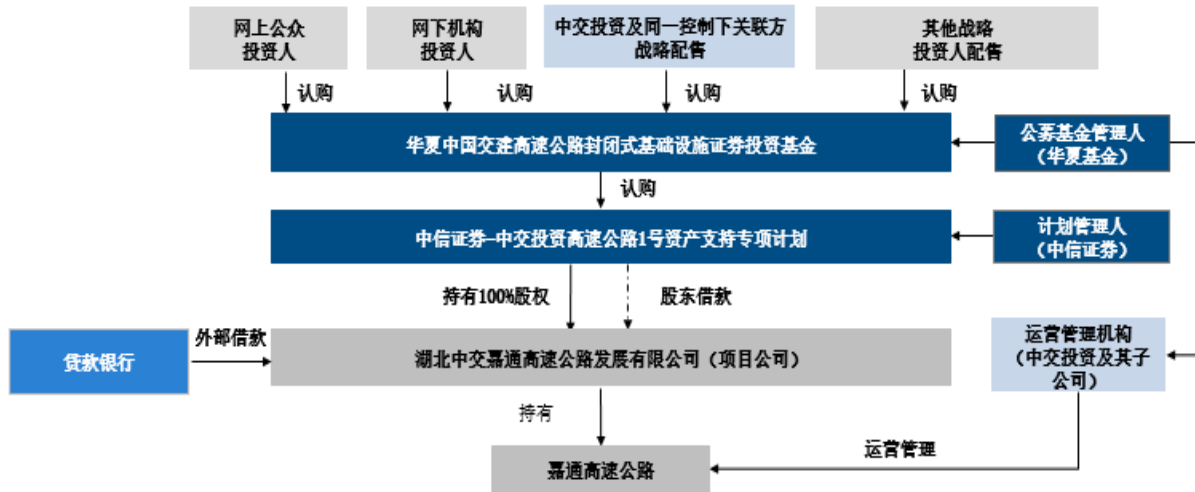 网上公众
投资人
网下机构
投资人
中交投资及同一控制下关联方
战略配售
其他战略
投资人配售
认购
认购
认购
认购
华夏中国交建高速公路封闭式基础设施证券投资基金
公募基金管理人
（华夏基金）
认购
中信证券-中交投资高速公路1号资产支持专项计划
计划管理人
（中信证券）
持有100%股权
股东借款
贷款银行
外部借款
湖北中交嘉通高速公路发展有限公司（项目公司）
运营管理机构
（中交投资及其子
公司）
持有
嘉通高速公路
运营管理